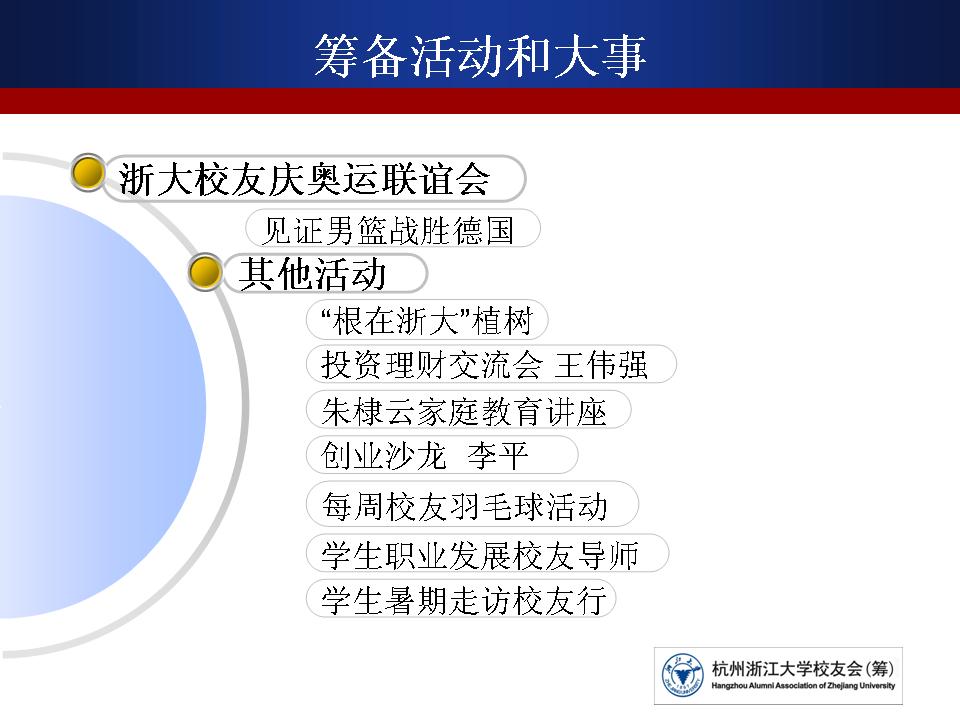 筹备活动和大事
浙大校友庆奥运联谊会
见证男篮战胜德国
其他活动
“根在浙大”植树
投资理财交流会 王伟强
朱棣云家庭教育讲座
创业沙龙 李平
每周校友羽毛球活动
学生职业发展校友导师
学生暑期走访校友行
杭州浙江大学校友会(筹)
Hangzhou Alumni Association of Zhejiang University